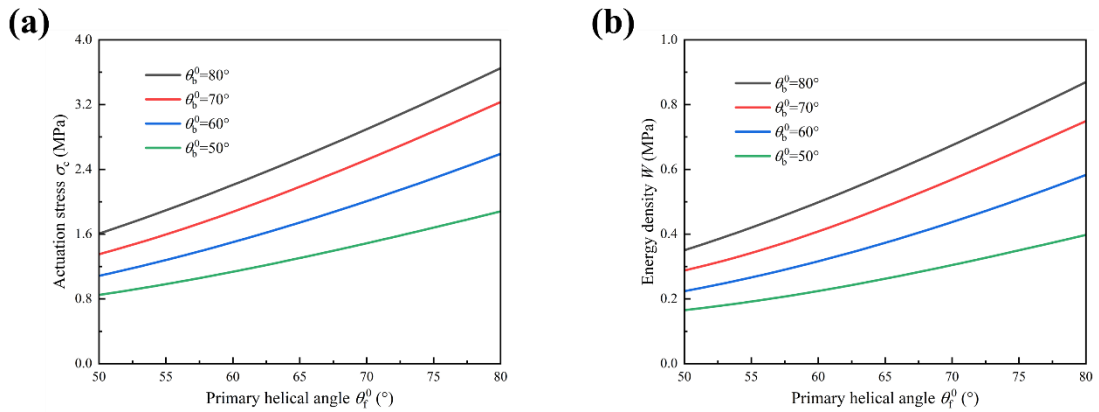 (a)
4.0
3.2
2.4
1.6
0.8
0.0
Actuation stress σc (MPa)
θb⁰=80°
θb⁰=70°
θb⁰=60°
θb⁰=50°
50 55 60 65 70 75 80
Primary helical angle θf⁰ (°)
(b)
1.0
0.8
0.6
0.4
0.2
0.0
Energy density W (MPa)
θb⁰=80°
θb⁰=70°
θb⁰=60°
θb⁰=50°
50 55 60 65 70 75 80
Primary helical angle θf⁰ (°)